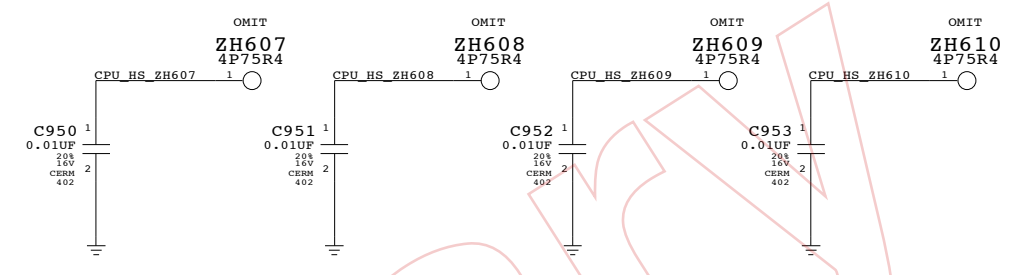 OMIT
ZH607
4P75R4
CPU_HS_ZH607 1
C950 1
0.01UF
20%
16V 2
CERM
402
OMIT
ZH608
4P75R4
CPU_HS_ZH608 1
C951 1
0.01UF
20%
16V 2
CERM
402
OMIT
ZH609
4P75R4
CPU_HS_ZH609 1
C952 1
0.01UF
20%
16V 2
CERM
402
OMIT
ZH610
4P75R4
CPU_HS_ZH610 1
C953 1
0.01UF
20%
16V 2
CERM
402